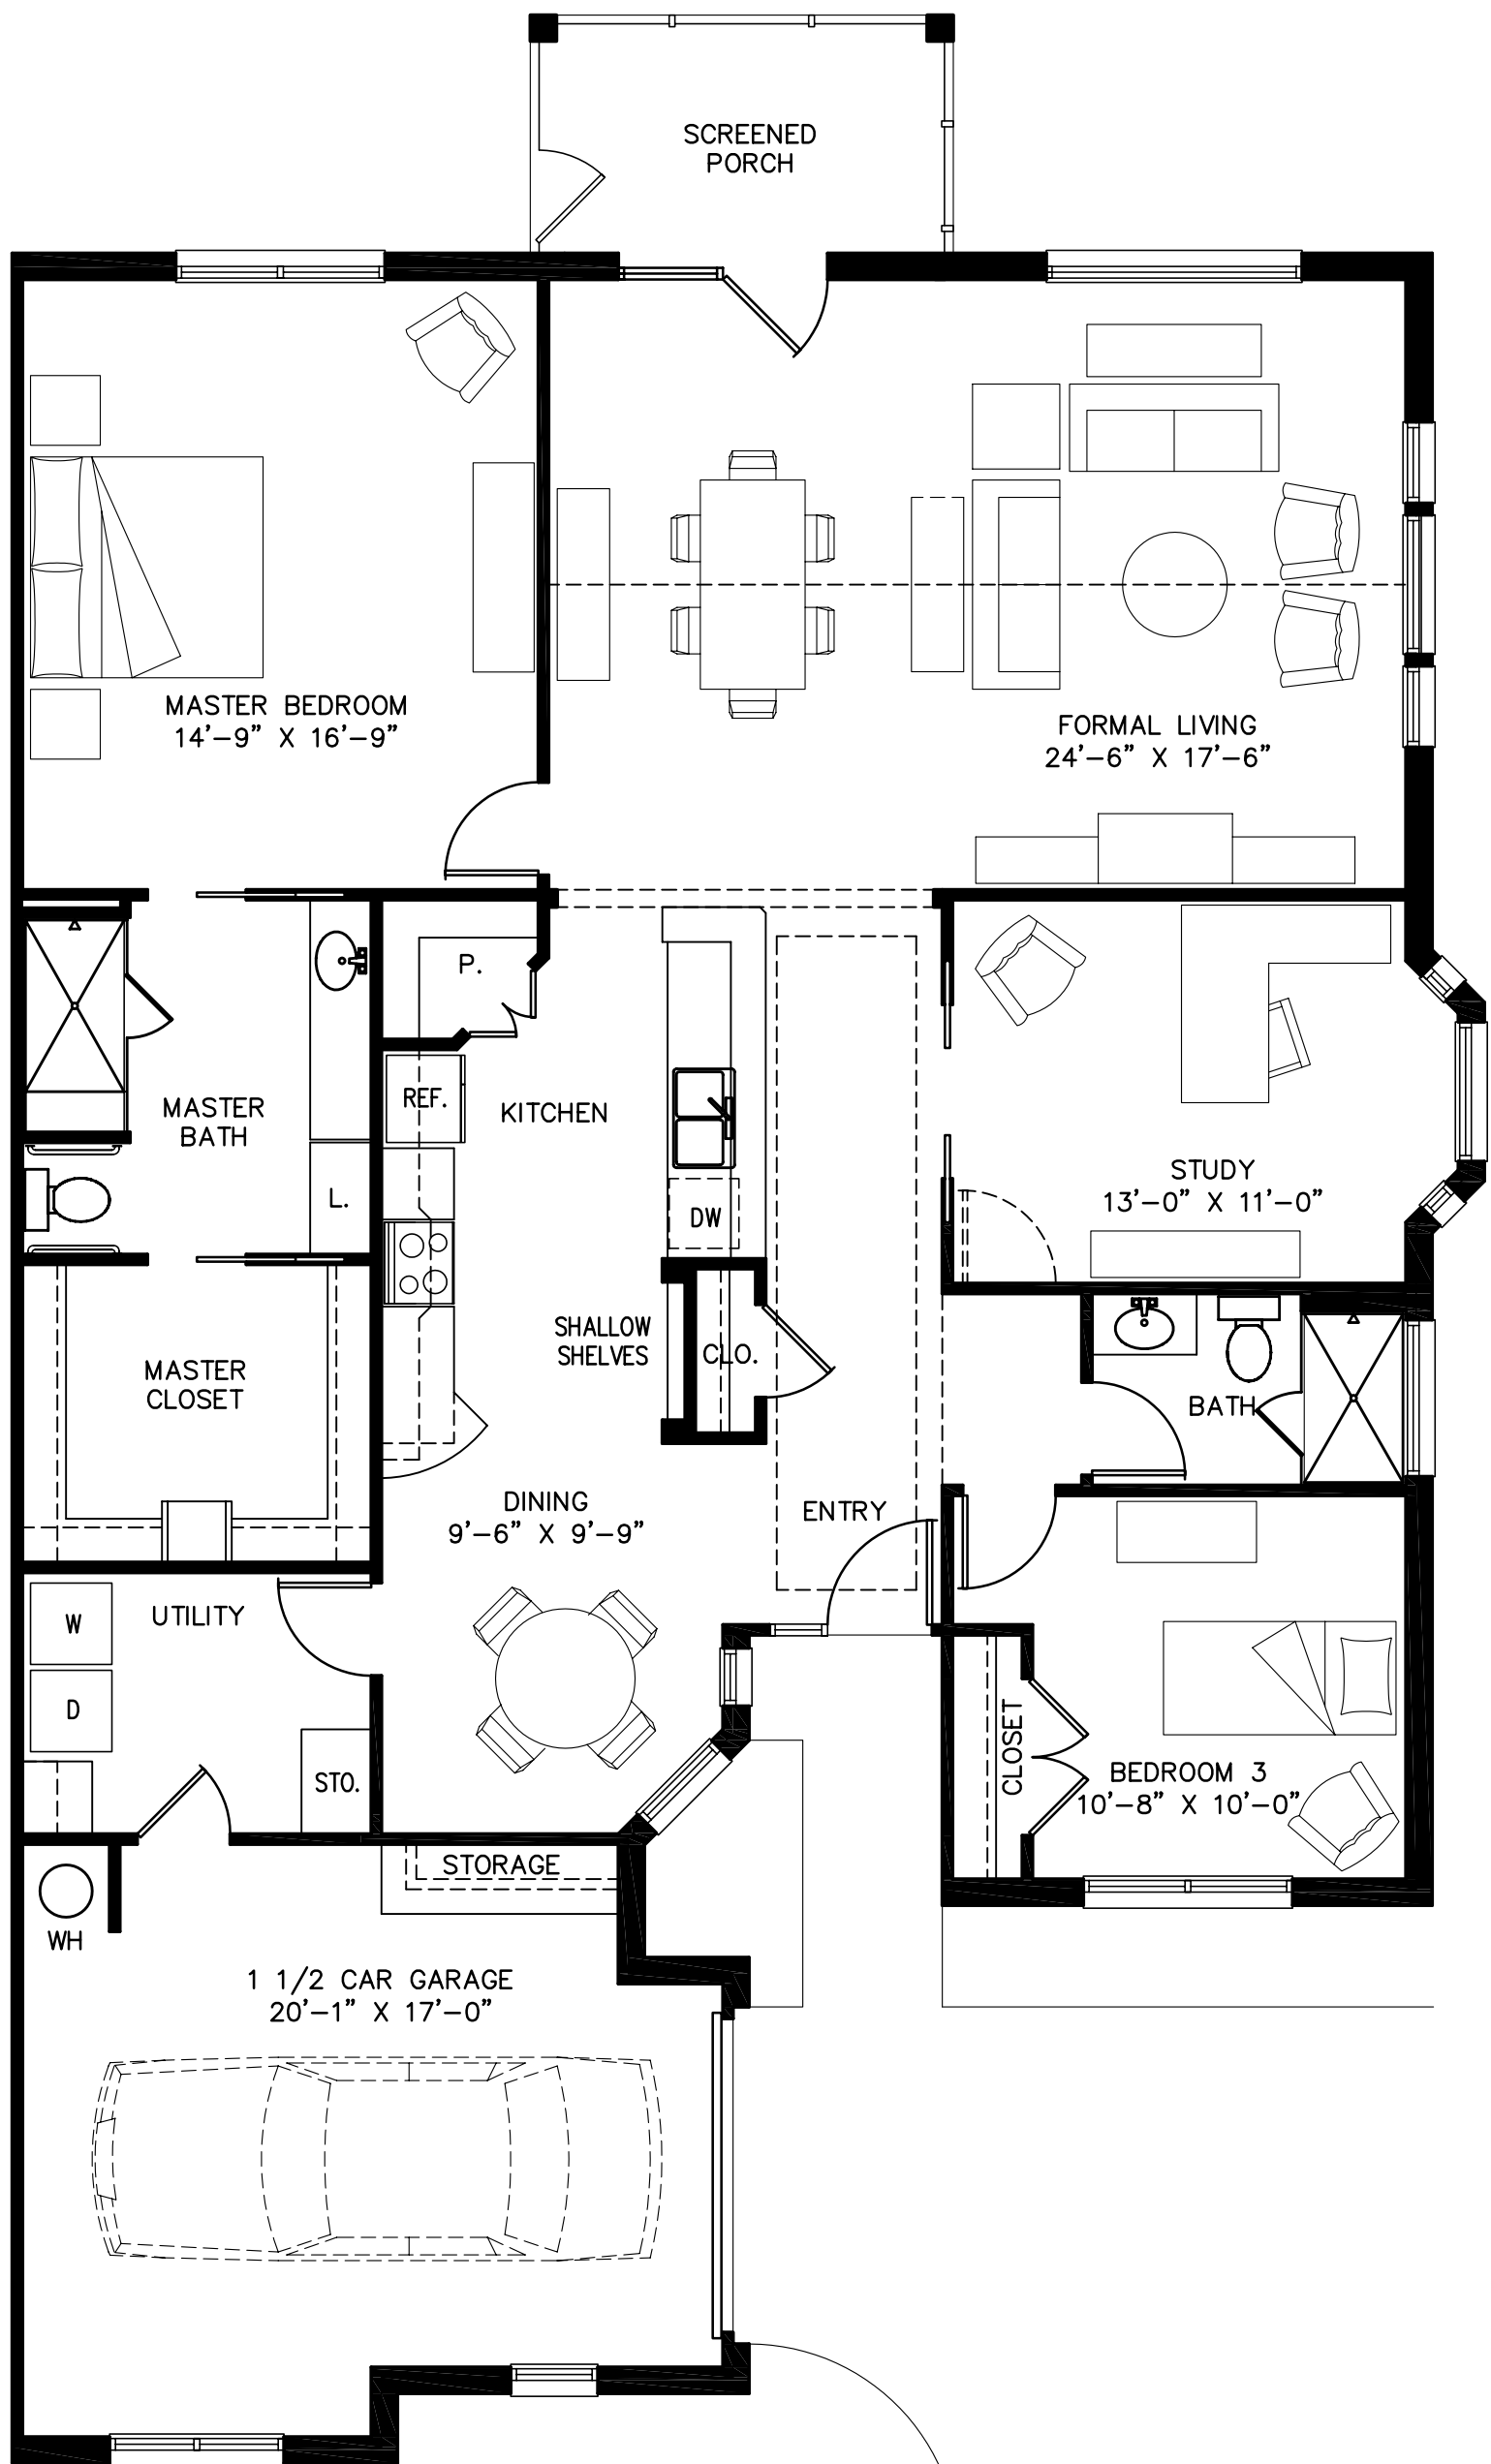 SCREENED
PORCH
MASTER BEDROOM
14'-9" X 16'-9"
FORMAL LIVING
24'-6" X 17'-6"
P.
REF.
KITCHEN
MASTER
BATH
L.
DW
STUDY
13'-0" X 11'-0"
SHALLOW
SHELVES
CLO.
MASTER
CLOSET
BATH
DINING
9'-6" X 9'-9"
ENTRY
W
UTILITY
D
STO.
CLOSET
BEDROOM 3
10'-8" X 10'-0"
STORAGE
WH
1 1/2 CAR GARAGE
20'-1" X 17'-0"